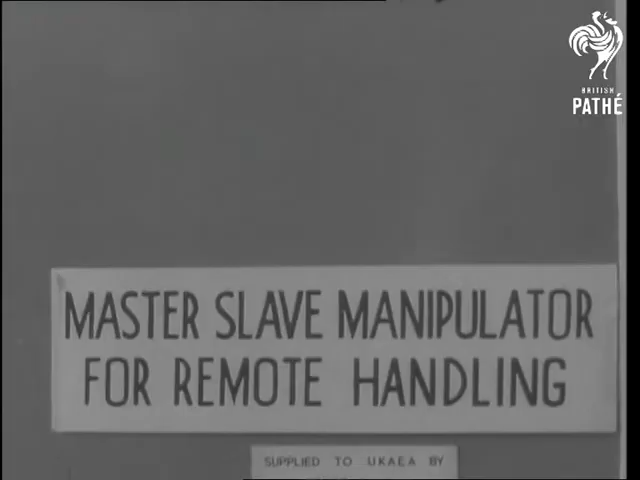 BRITISH
PATHÉ
MASTER SLAVE MANIPULATOR
FOR REMOTE HANDLING
SUPPLIED TO UKAEA BY